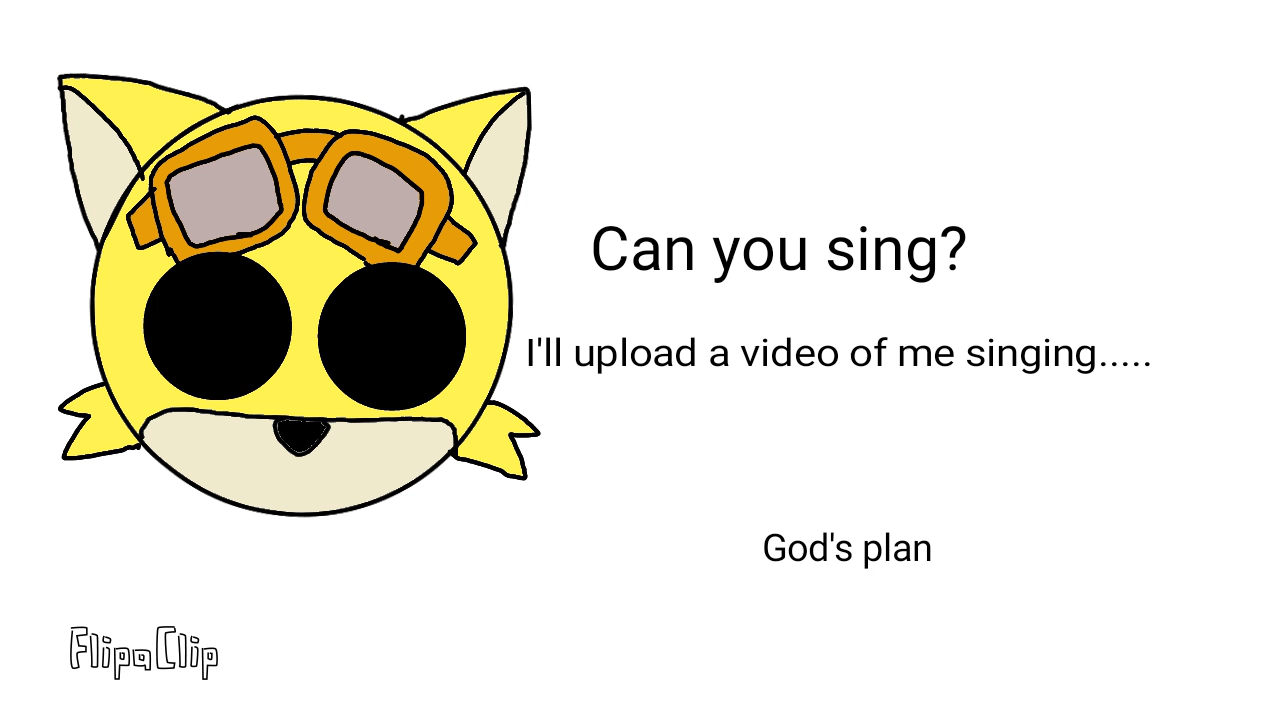 Can you sing?
I'll upload a video of me singing.....
God's plan
FlipaClip